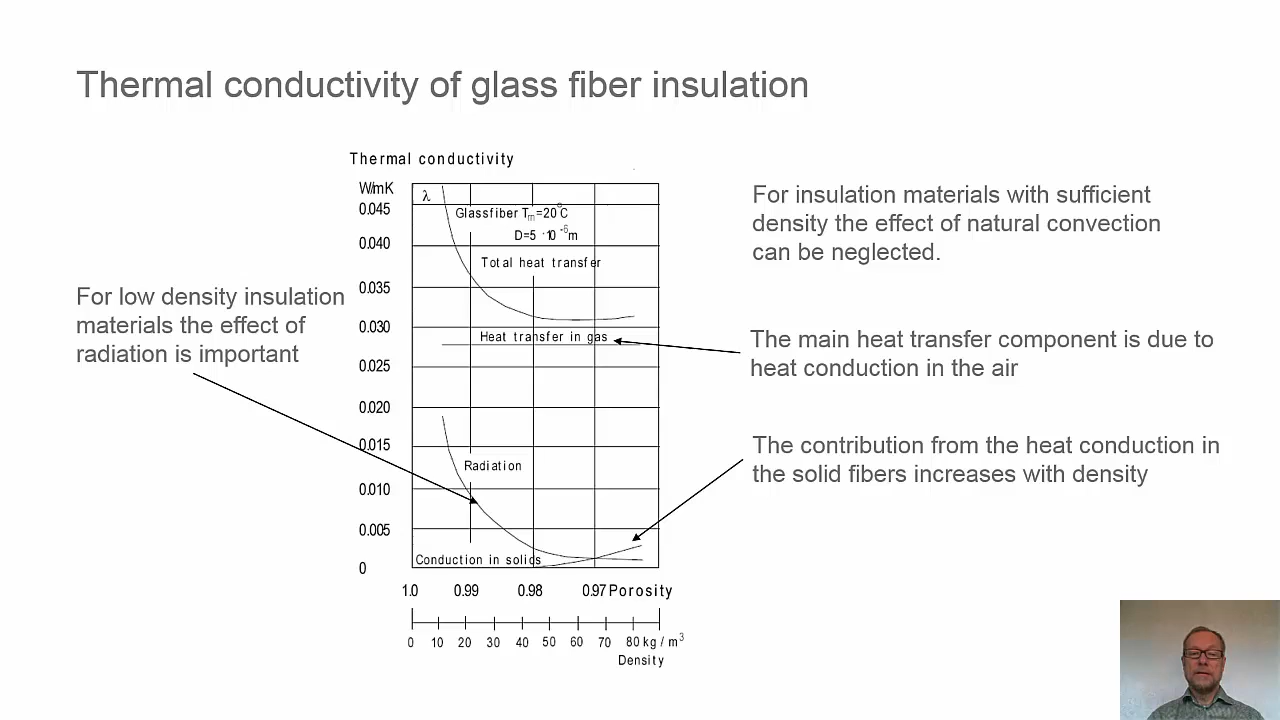 Thermal conductivity of glass fiber insulation
Thermal conductivity
W/mK
λ
0.045
Glassfiber Tm=20°C
D=5 ·10 -6 m
0.040
Total heat transfer
0.035
0.030
Heat transfer in gas
0.025
0.020
0.015
Radiation
0.010
0.005
Conduction in solids
0
1.0 0.99 0.98 0.97 Porosity
0 10 20 30 40 50 60 70 80 kg / m³
Density
For low density insulation
materials the effect of
radiation is important
For insulation materials with sufficient
density the effect of natural convection
can be neglected.
The main heat transfer component is due to
heat conduction in the air
The contribution from the heat conduction in
the solid fibers increases with density